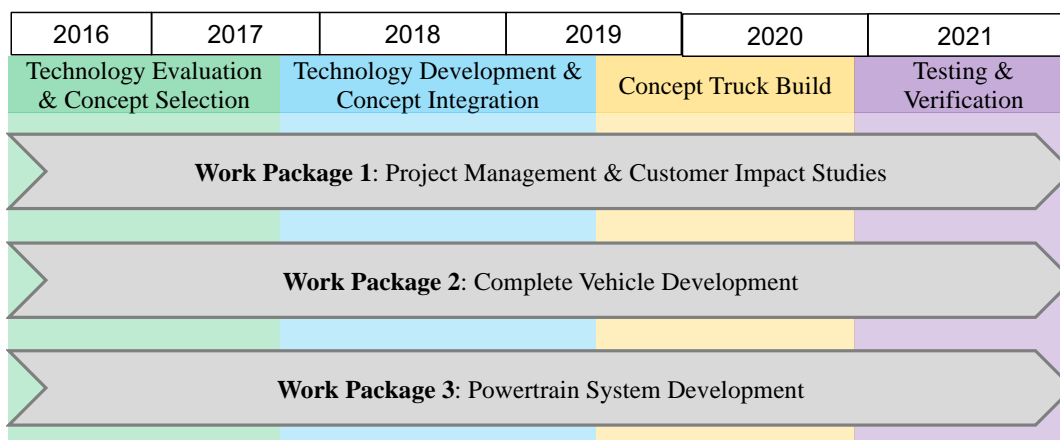 2016 2017 2018 2019 2020 2021
Technology Evaluation
& Concept Selection
Technology Development &
Concept Integration
Concept Truck Build
Testing &
Verification
Work Package 1: Project Management & Customer Impact Studies
Work Package 2: Complete Vehicle Development
Work Package 3: Powertrain System Development